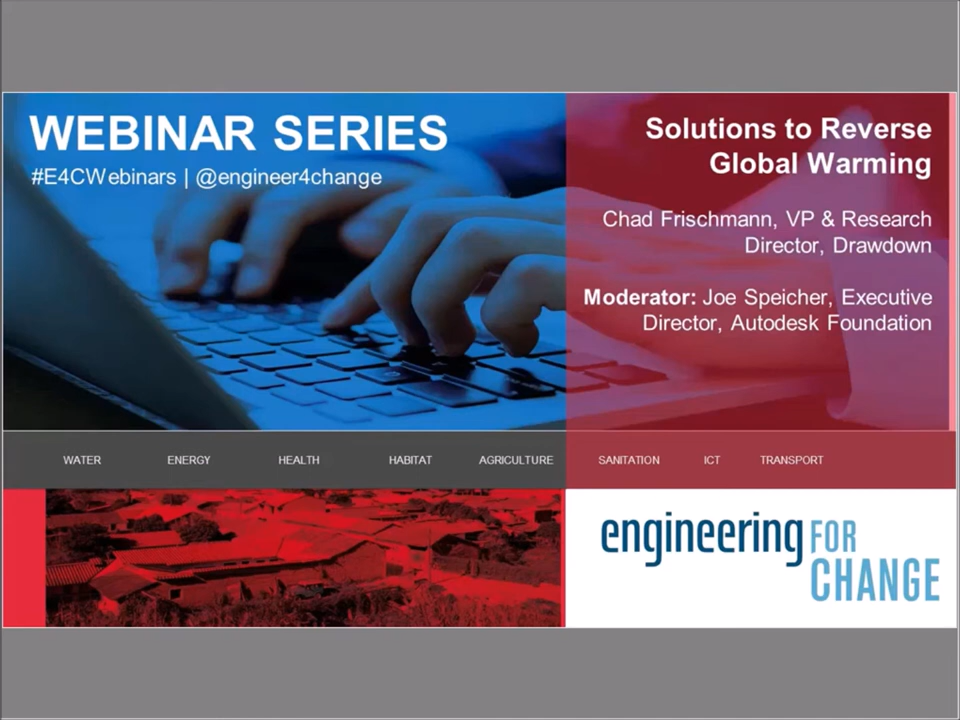 WEBINAR SERIES
#E4CWebinars | @engineer4change
Solutions to Reverse
Global Warming
Chad Frischmann, VP & Research
Director, Drawdown
Moderator: Joe Speicher, Executive
Director, Autodesk Foundation
WATER ENERGY HEALTH HABITAT AGRICULTURE SANITATION ICT TRANSPORT
engineering FOR
CHANGE